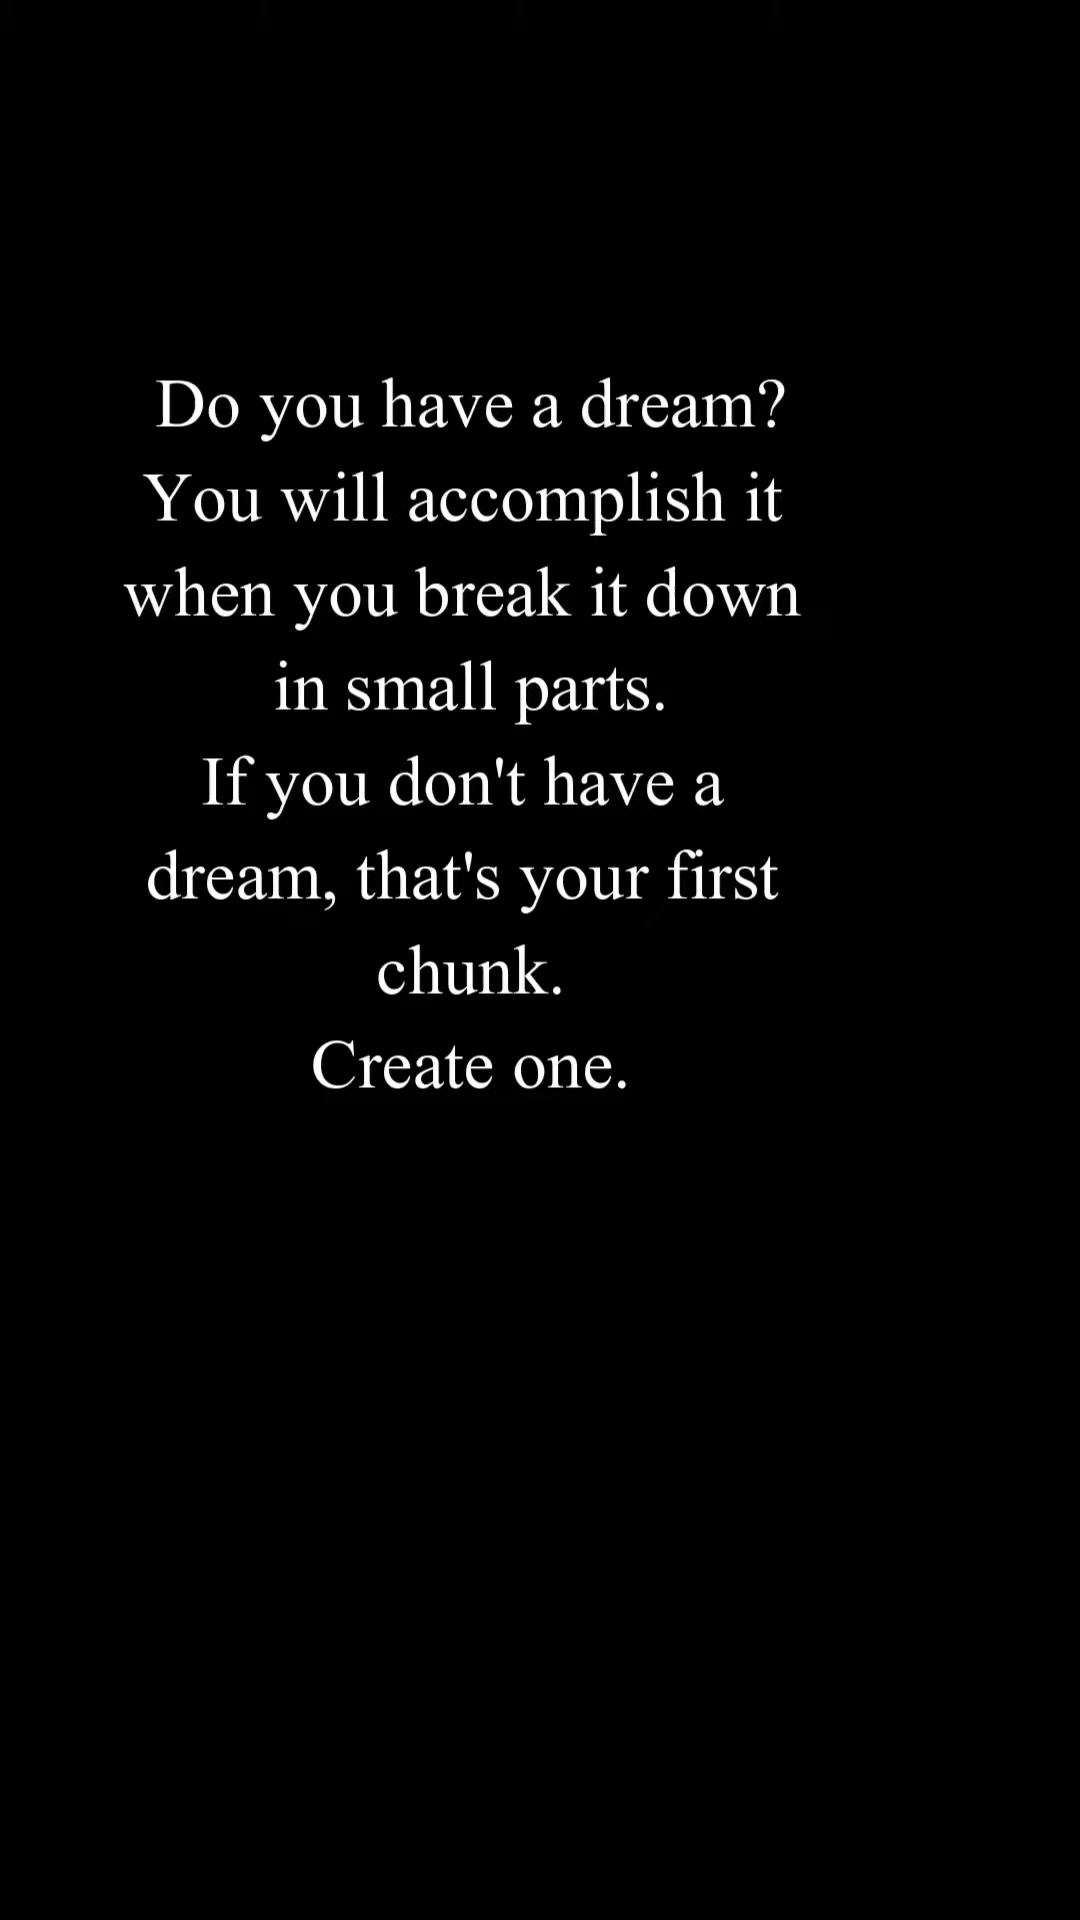 Do you have a dream?
You will accomplish it
when you break it down
in small parts.
If you don't have a
dream, that's your first
chunk.
Create one.